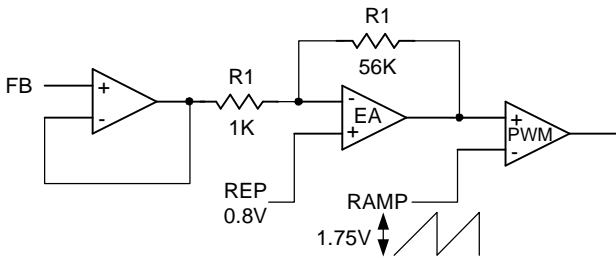 R1
56K
FB
+
-
R1
1K
-
EA
+
+
PWM
-
REP
0.8V
RAMP
1.75V